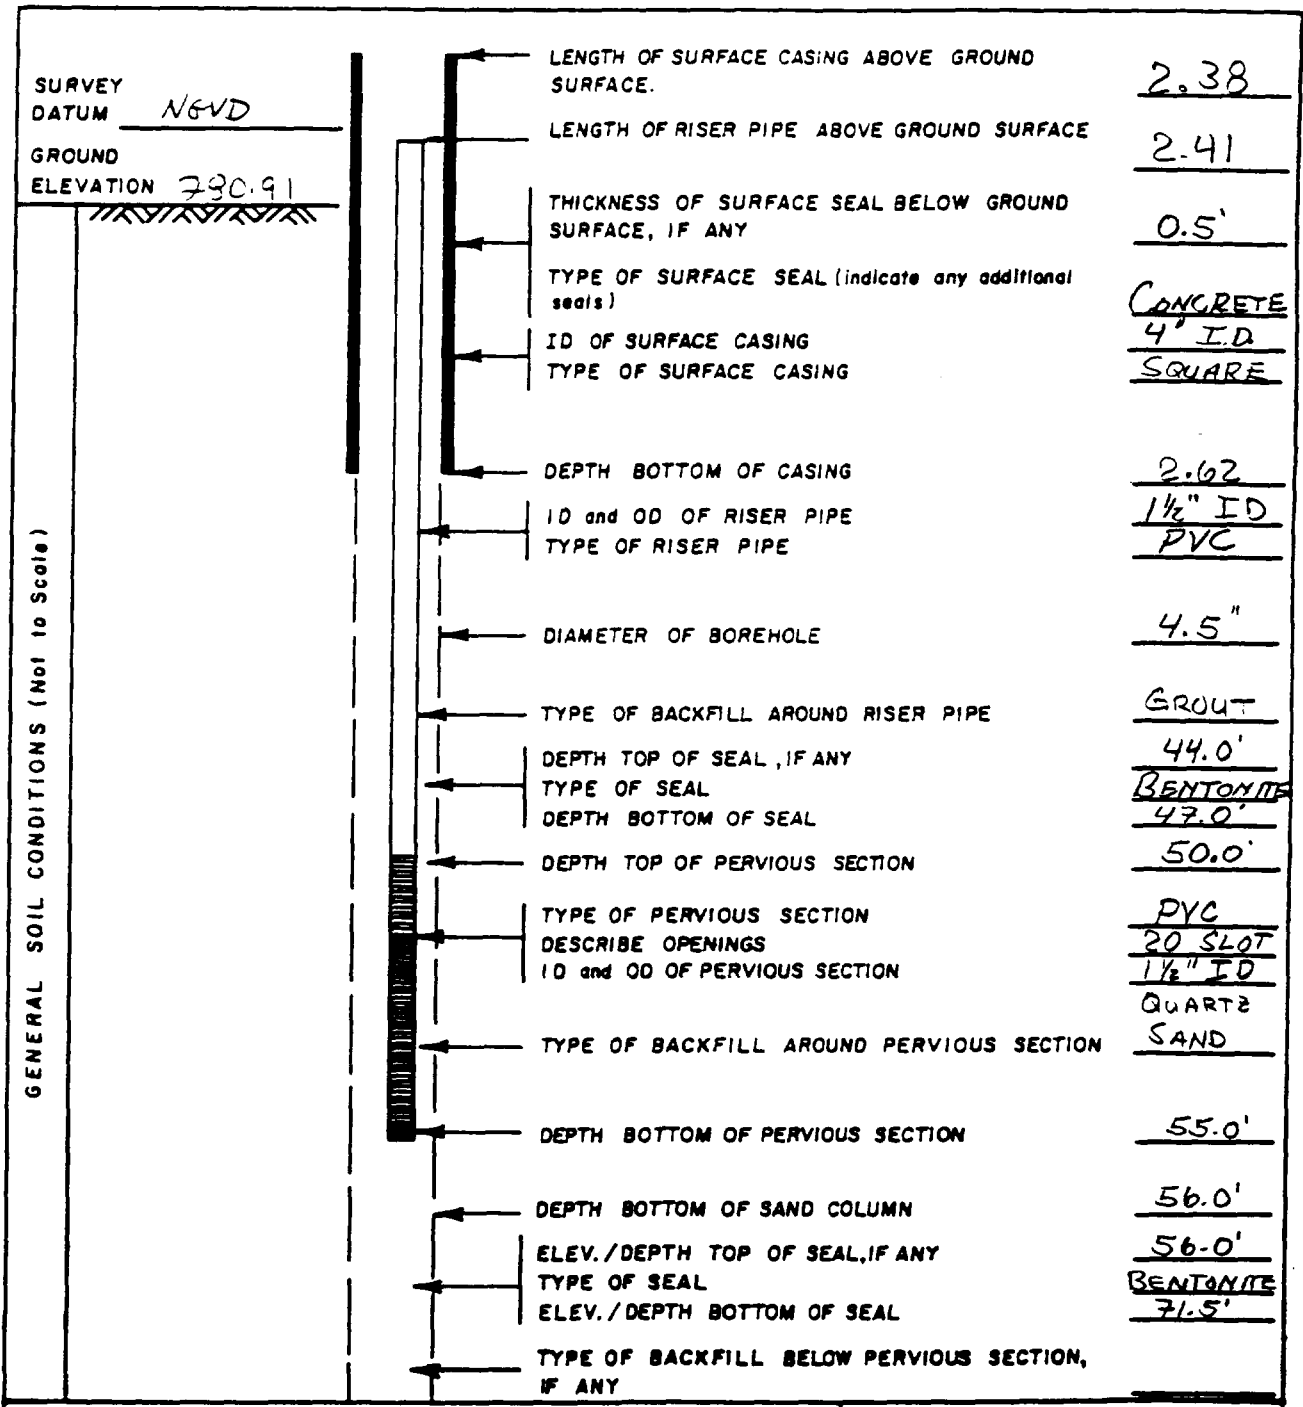 SURVEY
DATUM NGVD
GROUND
ELEVATION 780.91
GENERAL SOIL CONDITIONS (Not to Scale)
LENGTH OF SURFACE CASING ABOVE GROUND
SURFACE. 2.38
LENGTH OF RISER PIPE ABOVE GROUND SURFACE 2.41
THICKNESS OF SURFACE SEAL BELOW GROUND
SURFACE, IF ANY 0.5'
TYPE OF SURFACE SEAL (indicate any additional
seals) CONCRETE
ID OF SURFACE CASING 4" I.D.
TYPE OF SURFACE CASING SQUARE
DEPTH BOTTOM OF CASING 2.62
ID and OD OF RISER PIPE 1½" ID
TYPE OF RISER PIPE PVC
DIAMETER OF BOREHOLE 4.5"
TYPE OF BACKFILL AROUND RISER PIPE GROUT
DEPTH TOP OF SEAL, IF ANY 44.0'
TYPE OF SEAL BENTONITE
DEPTH BOTTOM OF SEAL 47.0'
DEPTH TOP OF PERVIOUS SECTION 50.0'
TYPE OF PERVIOUS SECTION PVC
DESCRIBE OPENINGS 20 SLOT
ID and OD OF PERVIOUS SECTION 1½" ID
QUARTZ
TYPE OF BACKFILL AROUND PERVIOUS SECTION SAND
DEPTH BOTTOM OF PERVIOUS SECTION 55.0'
DEPTH BOTTOM OF SAND COLUMN 56.0'
ELEV./DEPTH TOP OF SEAL, IF ANY 56.0'
TYPE OF SEAL BENTONITE
ELEV./DEPTH BOTTOM OF SEAL 71.5'
TYPE OF BACKFILL BELOW PERVIOUS SECTION,
IF ANY